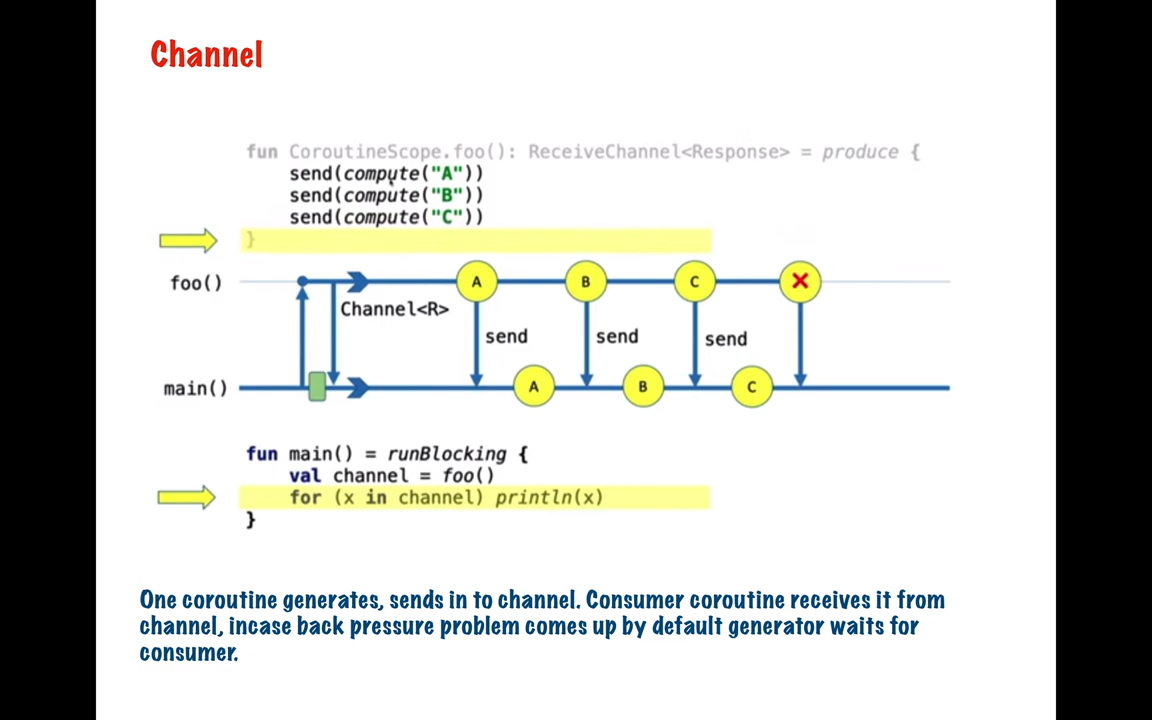 Channel
fun CoroutineScope.foo(): ReceiveChannel<Response> = produce {
send(compute("A"))
send(compute("B"))
send(compute("C"))
}
foo()
A
B
C
Channel<R>
send
send
send
main()
A
B
C
fun main() = runBlocking {
val channel = foo()
for (x in channel) println(x)
}
One coroutine generates, sends in to channel. Consumer coroutine receives it from
channel, incase back pressure problem comes up by default generator waits for
consumer.